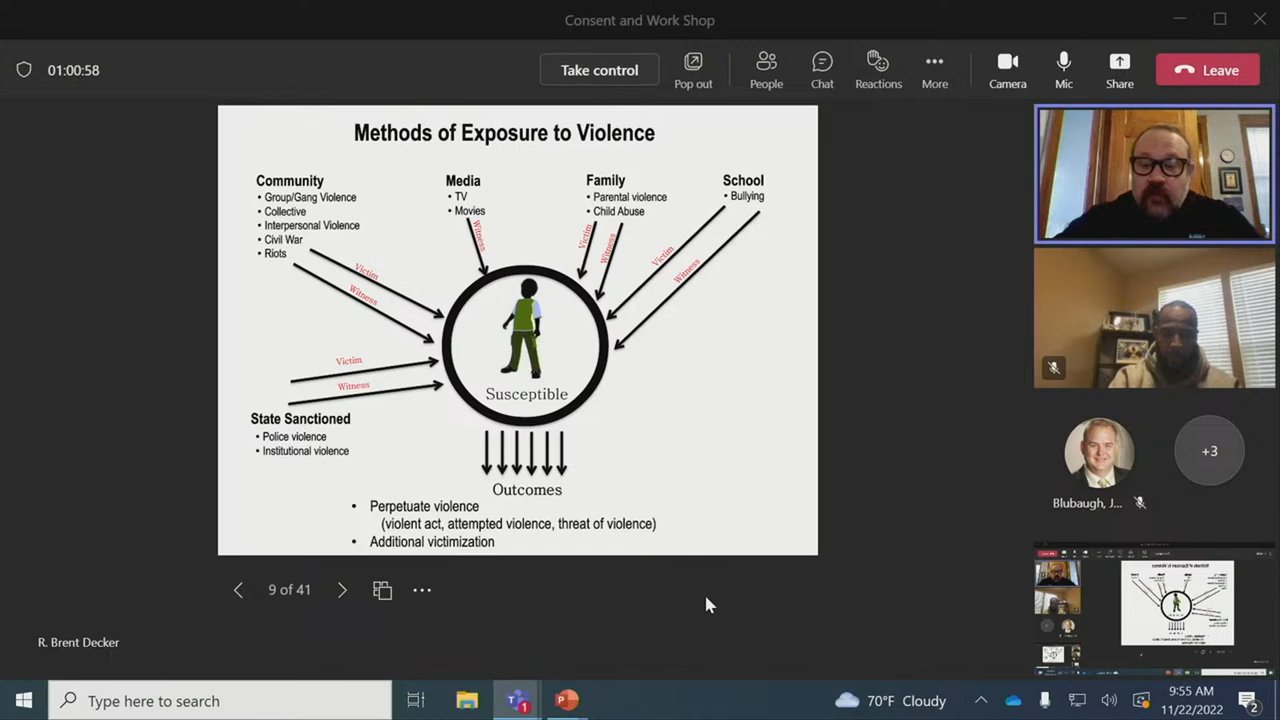 Consent and Work Shop
01:00:58
Take control
Pop out
People
Chat
Reactions
More
Camera
Mic
Share
Leave
Methods of Exposure to Violence
Community
• Group/Gang Violence
• Collective
• Interpersonal Violence
• Civil War
• Riots
Media
• TV
• Movies
Family
• Parental violence
• Child Abuse
School
• Bullying
Victim
Witness
Witness
Victim
Witness
Victim
Witness
Victim
Witness
State Sanctioned
• Police violence
• Institutional violence
Susceptible
Outcomes
• Perpetuate violence
(violent act, attempted violence, threat of violence)
• Additional victimization
+3
Blubaugh, J...
9 of 41
R. Brent Decker
Type here to search
1
70°F Cloudy
9:55 AM
11/22/2022
2